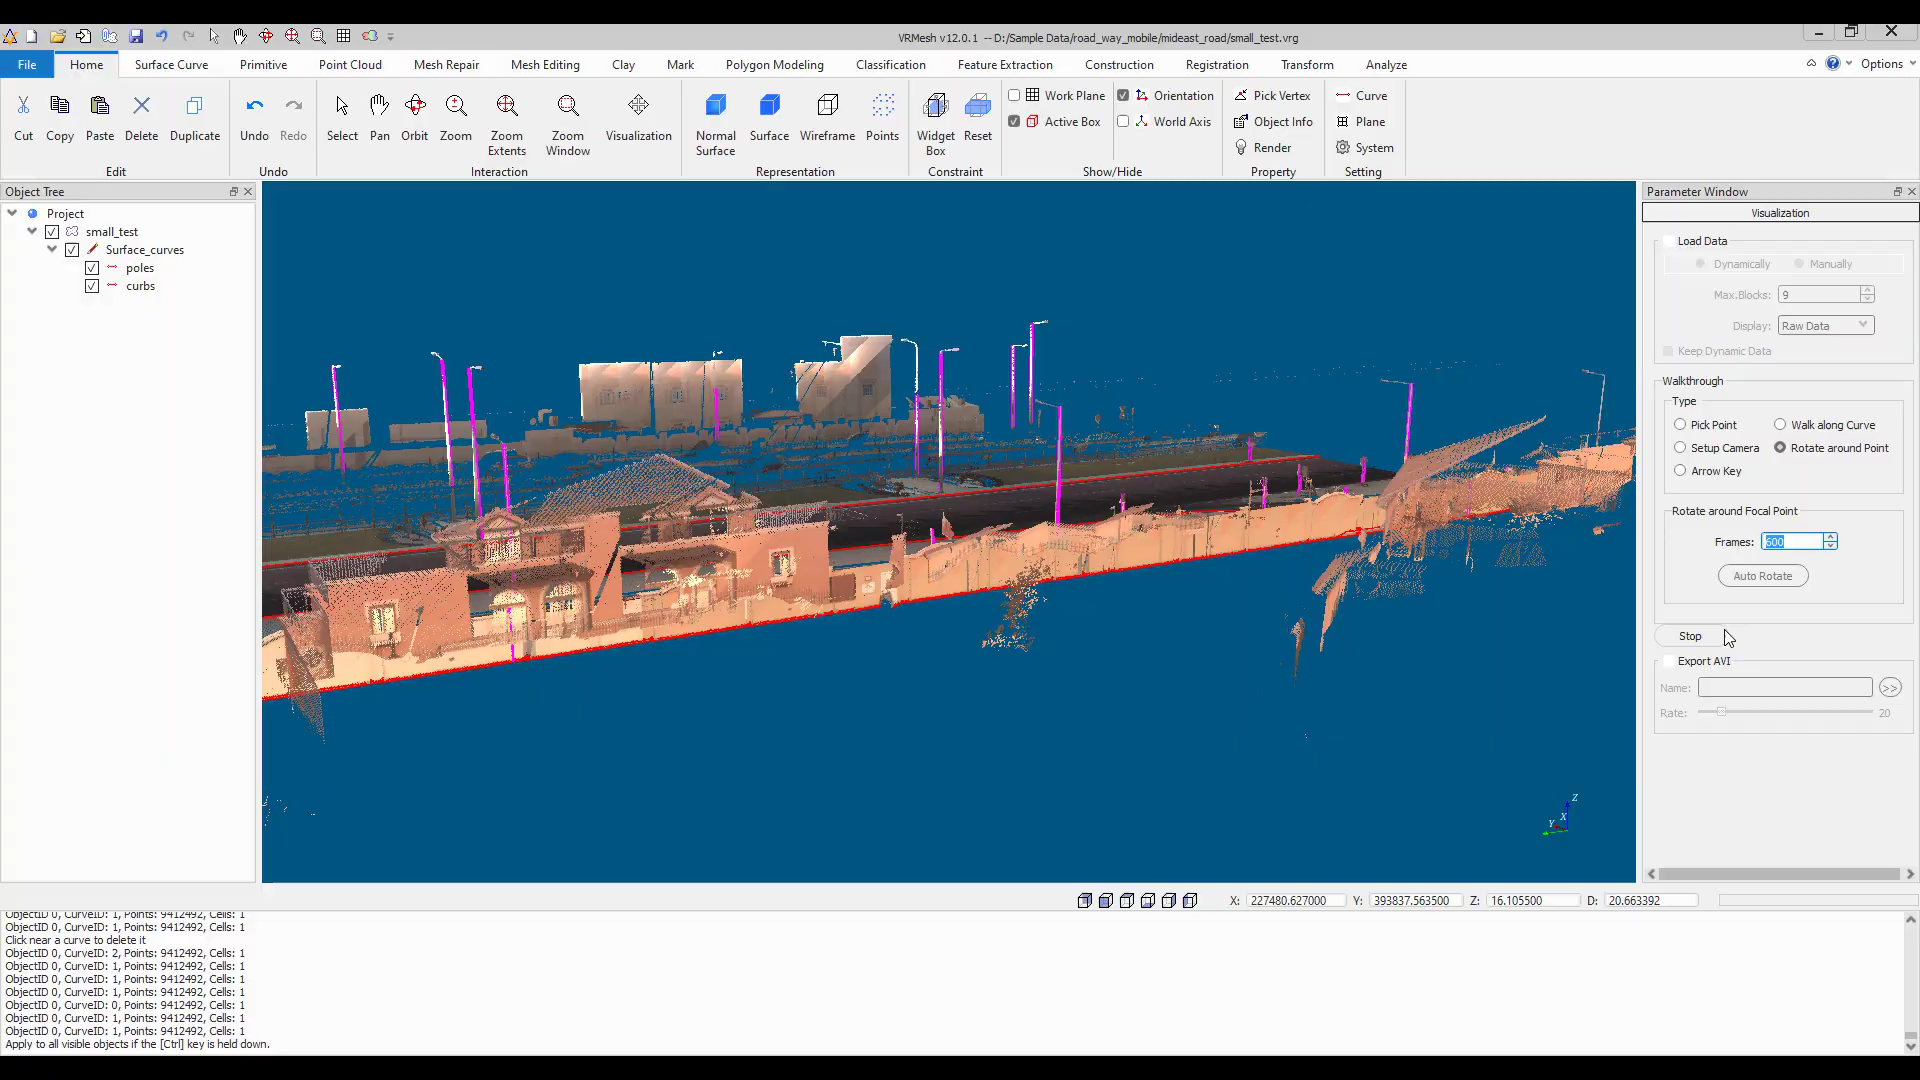 VRMesh v12.0.1 -- D:/Sample Data/road_way_mobile/mideast_road/small_test.vrg
File Home Surface Curve Primitive Point Cloud Mesh Repair Mesh Editing Clay Mark Polygon Modeling Classification Feature Extraction Construction Registration Transform Analyze Options
Cut Copy Paste Delete Duplicate
Edit
Undo Redo
Undo
Select Pan Orbit Zoom Zoom Extents Zoom Window Visualization
Interaction
Normal Surface Surface Wireframe Points
Representation
Widget Box Reset
Constraint
Work Plane Orientation
Active Box World Axis
Show/Hide
Pick Vertex
Object Info
Render
Property
Curve
Plane
System
Setting
Object Tree
Project
small_test
Surface_curves
poles
curbs
Z
X
Y
Parameter Window
Visualization
Load Data
Dynamically Manually
Max.Blocks: 9
Display: Raw Data
Keep Dynamic Data
Walkthrough
Type
Pick Point Walk along Curve
Setup Camera Rotate around Point
Arrow Key
Rotate around Focal Point
Frames: 600
Auto Rotate
Stop
Export AVI
Name: >>
Rate: 20
X: 227480.627000 Y: 393837.563500 Z: 16.105500 D: 20.663392
ObjectID 0, CurveID: 1, Points: 9412492, Cells: 1
ObjectID 0, CurveID: 1, Points: 9412492, Cells: 1
Click near a curve to delete it
ObjectID 0, CurveID: 2, Points: 9412492, Cells: 1
ObjectID 0, CurveID: 1, Points: 9412492, Cells: 1
ObjectID 0, CurveID: 1, Points: 9412492, Cells: 1
ObjectID 0, CurveID: 1, Points: 9412492, Cells: 1
ObjectID 0, CurveID: 0, Points: 9412492, Cells: 1
ObjectID 0, CurveID: 1, Points: 9412492, Cells: 1
ObjectID 0, CurveID: 1, Points: 9412492, Cells: 1
Apply to all visible objects if the [Ctrl] key is held down.